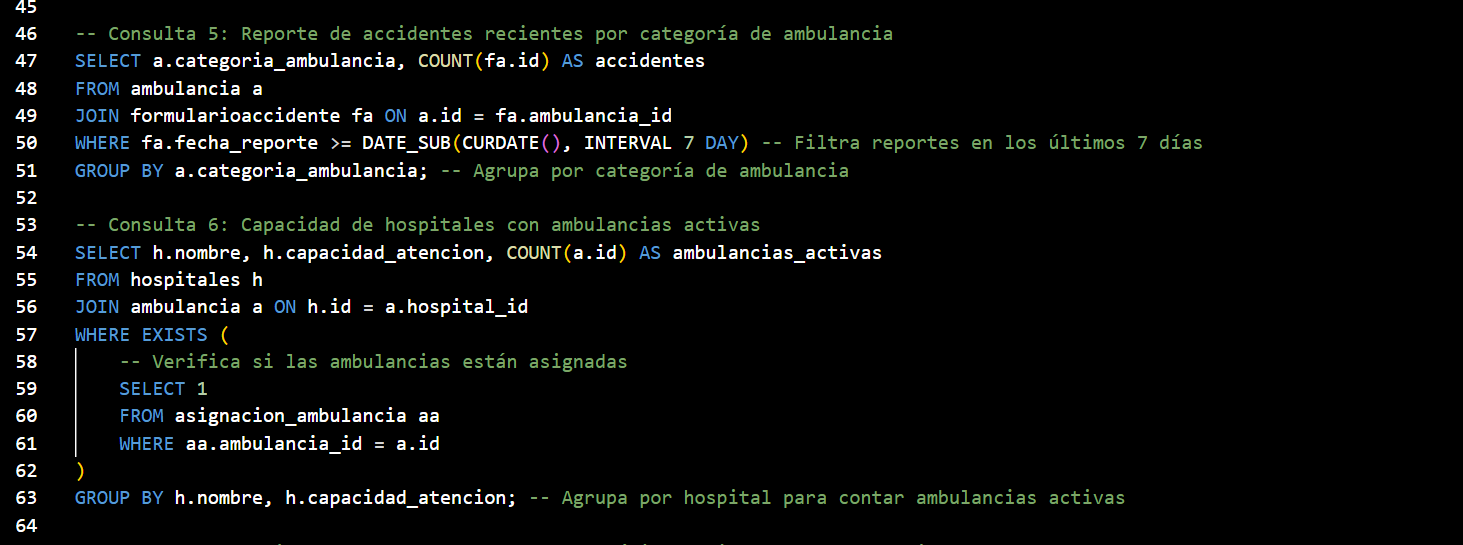 45
46 -- Consulta 5: Reporte de accidentes recientes por categoría de ambulancia
47 SELECT a.categoria_ambulancia, COUNT(fa.id) AS accidentes
48 FROM ambulancia a
49 JOIN formularioaccidente fa ON a.id = fa.ambulancia_id
50 WHERE fa.fecha_reporte >= DATE_SUB(CURDATE(), INTERVAL 7 DAY) -- Filtra reportes en los últimos 7 días
51 GROUP BY a.categoria_ambulancia; -- Agrupa por categoría de ambulancia
52
53 -- Consulta 6: Capacidad de hospitales con ambulancias activas
54 SELECT h.nombre, h.capacidad_atencion, COUNT(a.id) AS ambulancias_activas
55 FROM hospitales h
56 JOIN ambulancia a ON h.id = a.hospital_id
57 WHERE EXISTS (
58     -- Verifica si las ambulancias están asignadas
59     SELECT 1
60     FROM asignacion_ambulancia aa
61     WHERE aa.ambulancia_id = a.id
62 )
63 GROUP BY h.nombre, h.capacidad_atencion; -- Agrupa por hospital para contar ambulancias activas
64